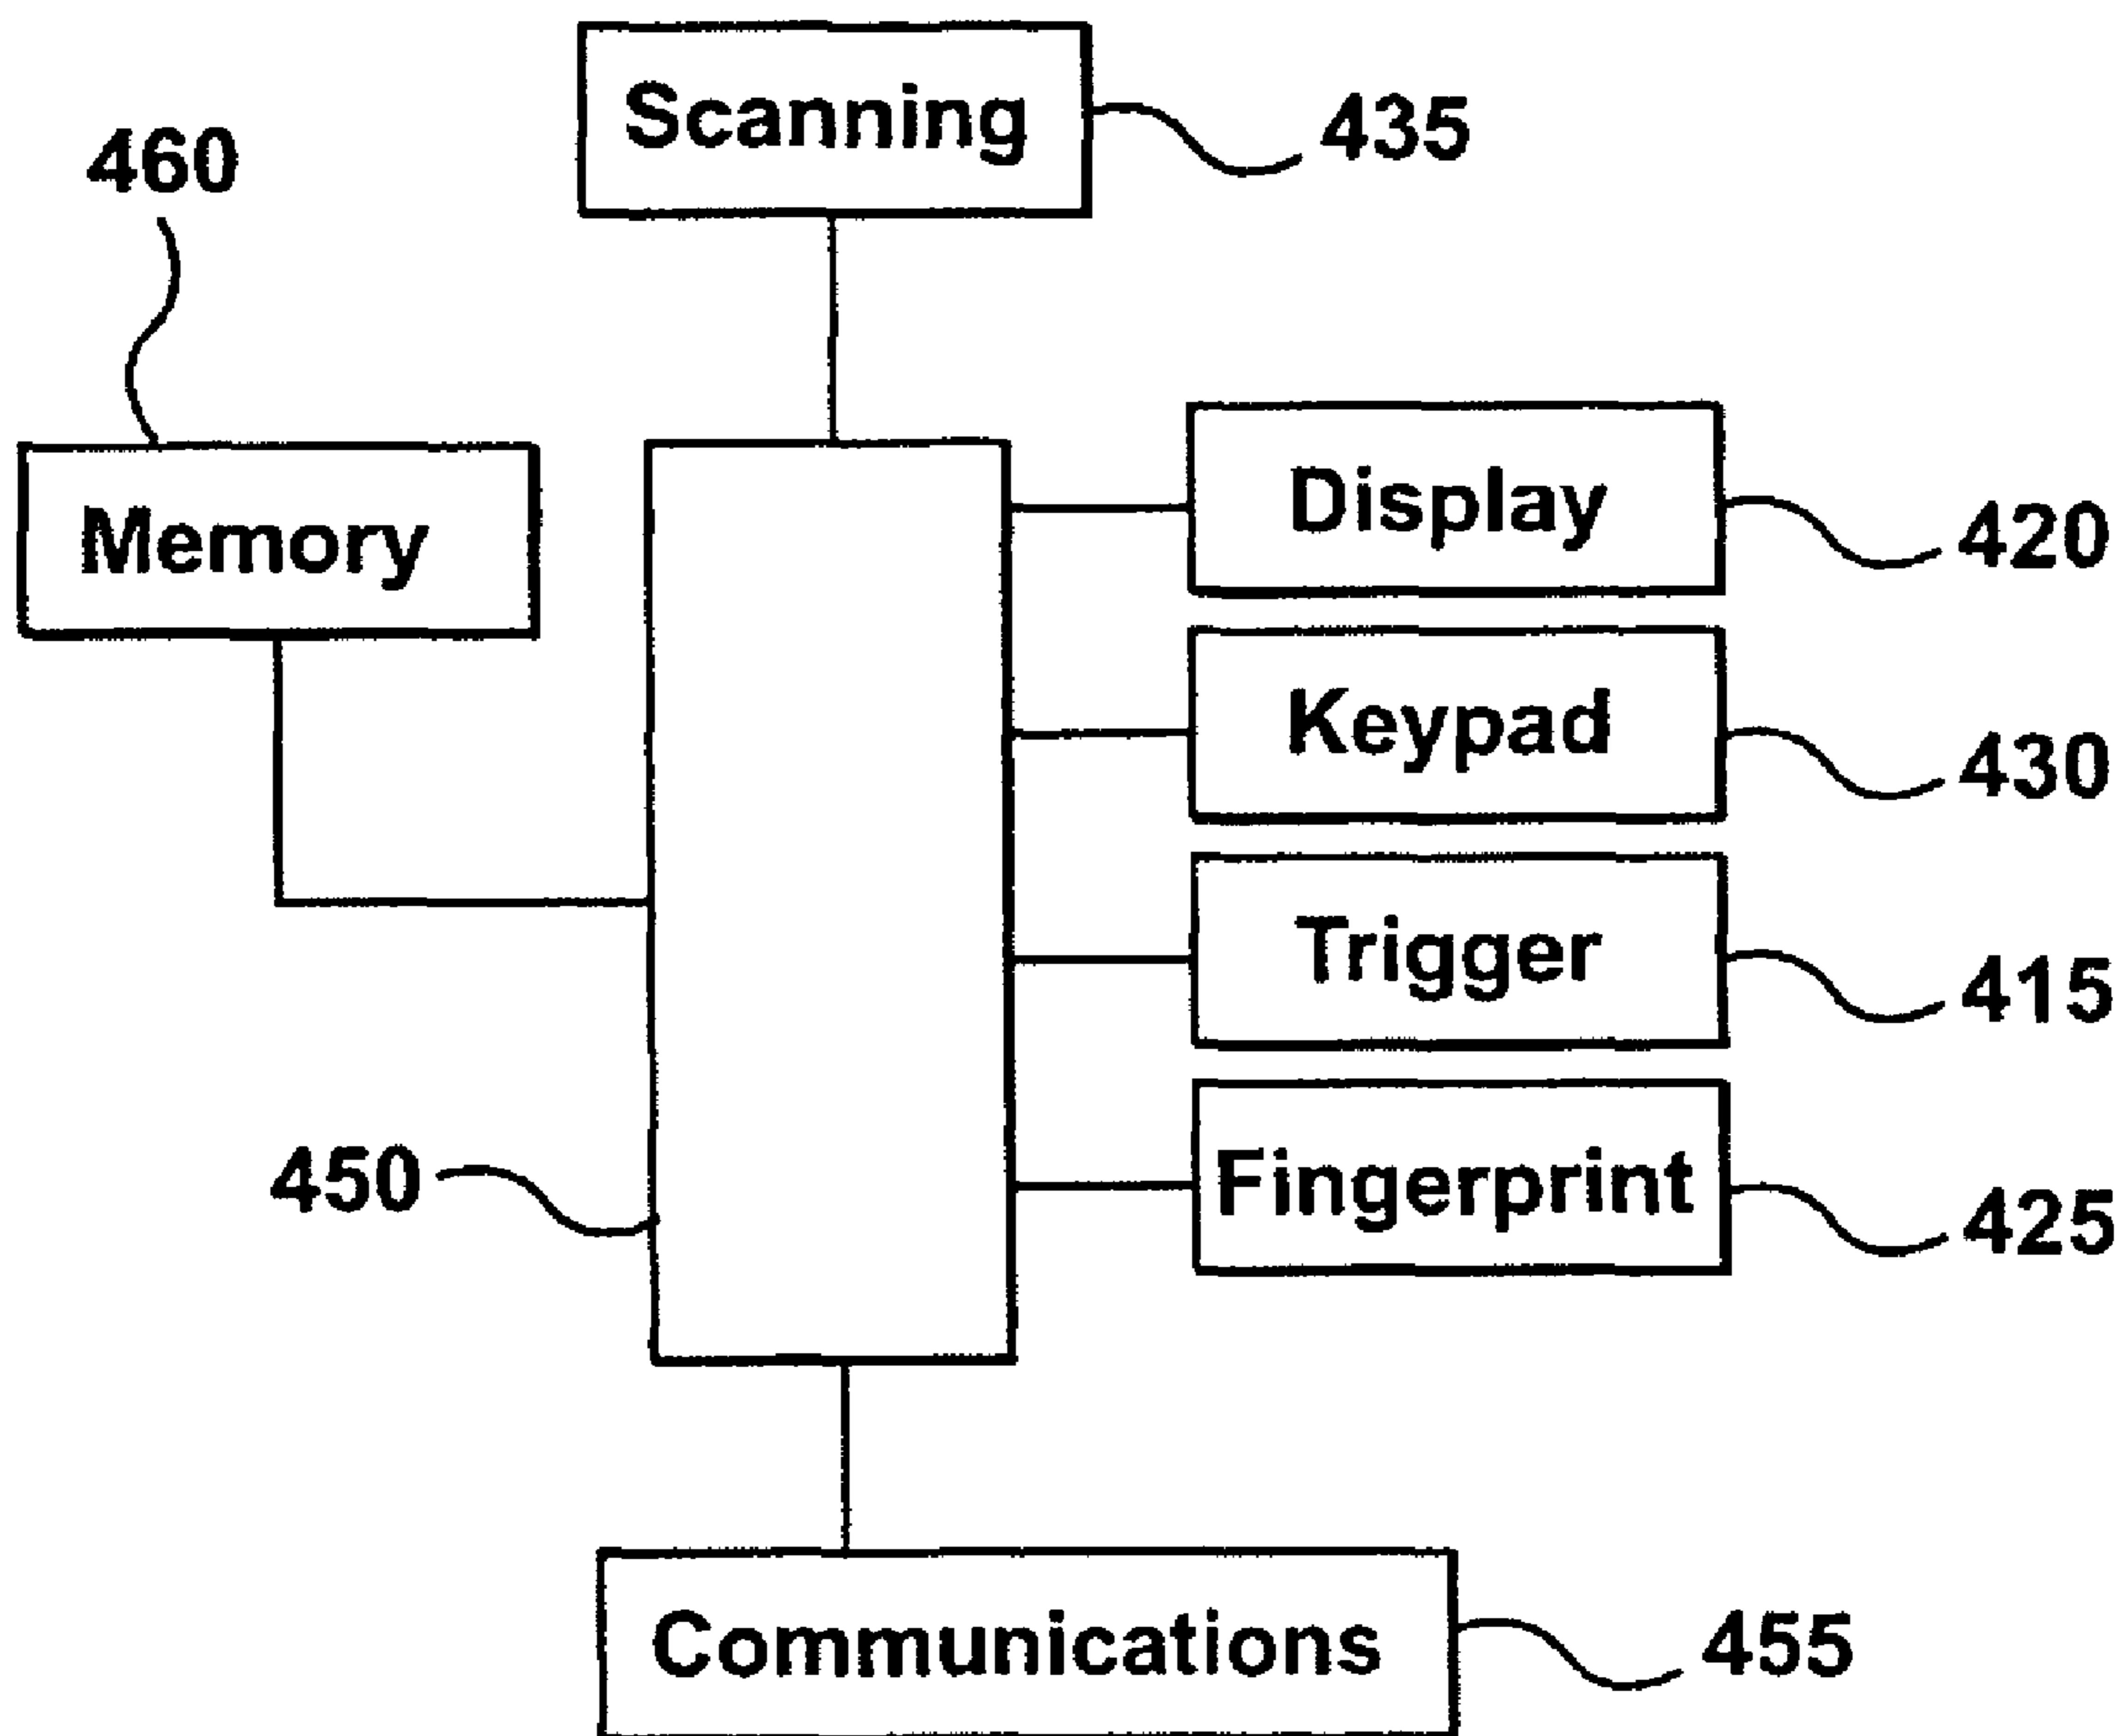 Scanning
435
460
Display
420
Memory
Keypad
430
Trigger
415
450
Fingerprint
425
Communications
455